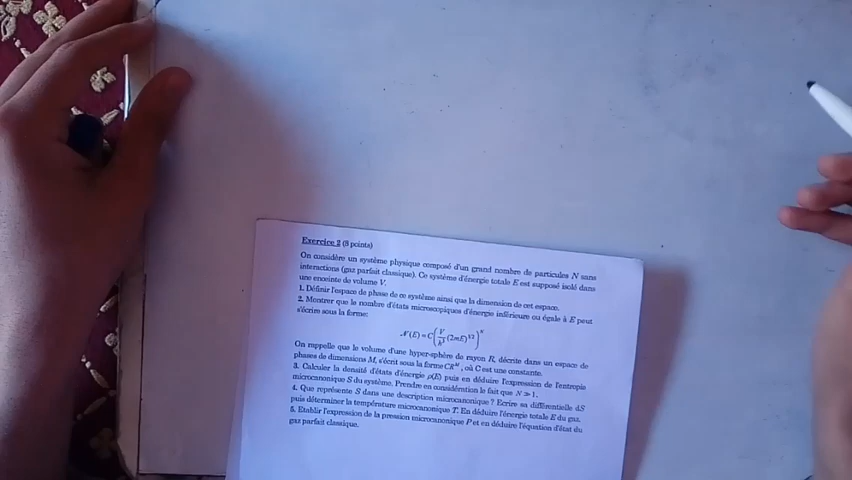 Exercice 2 (8 points)
On considère un système physique composé d'un grand nombre de particules N sans
interactions (gaz parfait classique). Ce système d'énergie totale E est supposé isolé dans
une enceinte de volume V.
1. Définir l'espace de phase de ce système ainsi que la dimension de cet espace.
2. Montrer que le nombre d'états microscopiques d'énergie inférieure ou égale à E peut
s'écrire sous la forme:
𝒩(E) = C(V/h³ (2mE)^3/2)^N
On rappelle que le volume d'une hyper-sphère de rayon R, décrite dans un espace de
phases de dimensions M, s'écrit sous la forme CR^M, où C est une constante.
3. Calculer la densité d'états d'énergie ρ(E) puis en déduire l'expression de l'entropie
microcanonique S du système. Prendre en considération le fait que N ≫ 1.
4. Que représente S dans une description microcanonique ? Ecrire sa différentielle dS
puis déterminer la température microcanonique T. En déduire l'énergie totale E du gaz.
5. Etablir l'expression de la pression microcanonique P et en déduire l'équation d'état du
gaz parfait classique.